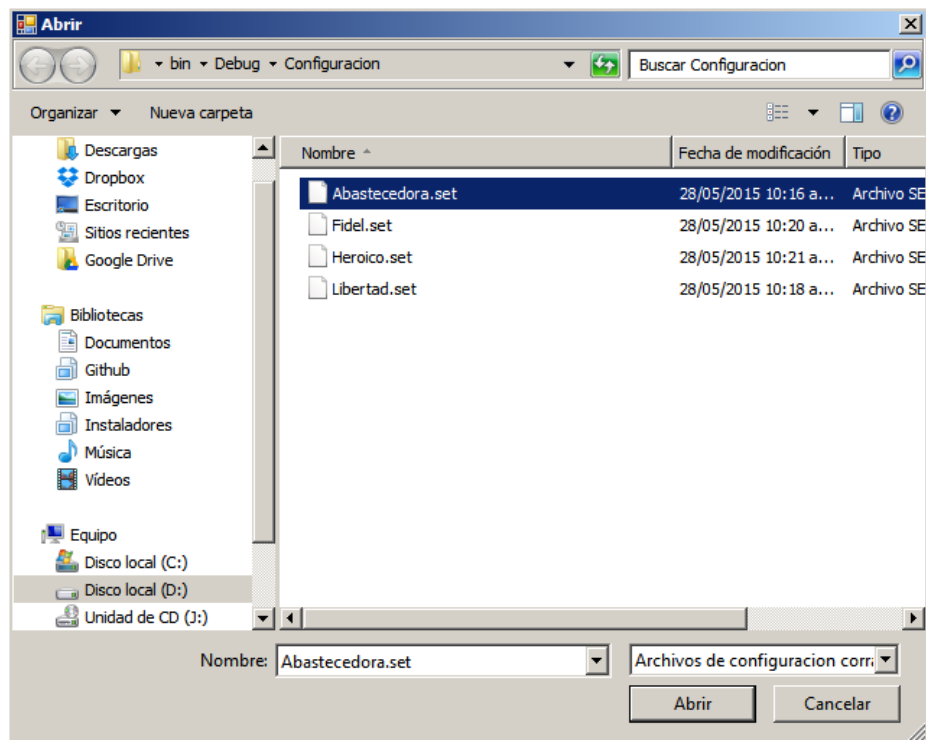 Abrir
bin Debug Configuracion
Buscar Configuracion
Organizar Nueva carpeta
Descargas
Dropbox
Escritorio
Sitios recientes
Google Drive
Bibliotecas
Documentos
Github
Imágenes
Instaladores
Música
Vídeos
Equipo
Disco local (C:)
Disco local (D:)
Unidad de CD (J:)
Nombre Fecha de modificación Tipo
Abastecedora.set 28/05/2015 10:16 a... Archivo SE
Fidel.set 28/05/2015 10:20 a... Archivo SE
Heroico.set 28/05/2015 10:21 a... Archivo SE
Libertad.set 28/05/2015 10:18 a... Archivo SE
Nombre: Abastecedora.set
Archivos de configuracion
Abrir Cancelar